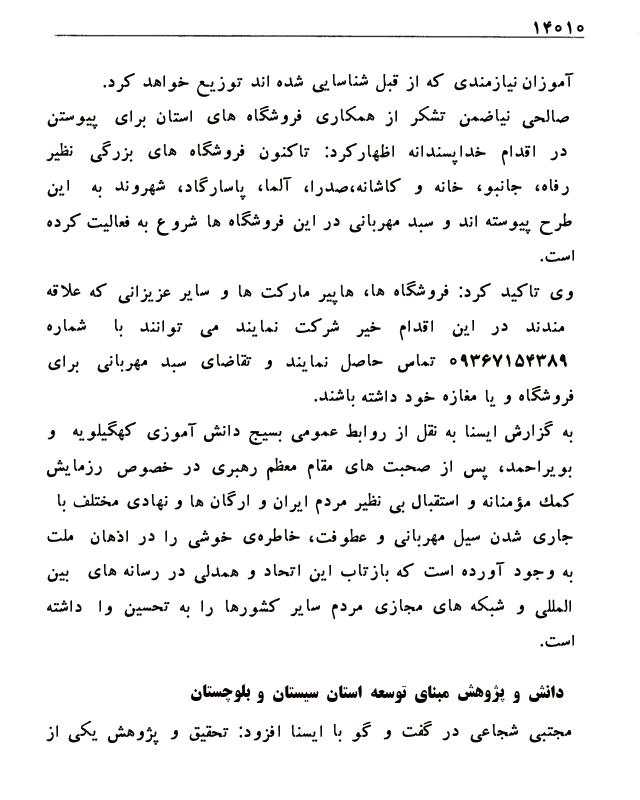 ۱۴۰۱۰
آموزان نیازمندی که از قبل شناسایی شده اند توزیع خواهد کرد.
صالحی نیاضمن تشکر از همکاری فروشگاه های استان برای پیوستن
در اقدام خداپسندانه اظهارکرد: تاکنون فروشگاه های بزرگی نظیر
رفاه، جانبو، خانه و کاشانه،صدرا، آلما، پاسارگاد، شهروند به این
طرح پیوسته اند و سبد مهربانی در این فروشگاه ها شروع به فعالیت کرده
است.
وی تاکید کرد: فروشگاه ها، هاپیر مارکت ها و سایر عزیزانی که علاقه
مندند در این اقدام خیر شرکت نمایند می توانند با شماره
۰۹۳۶۷۱۵۴۳۸۹ تماس حاصل نمایند و تقاضای سبد مهربانی برای
فروشگاه و یا مغازه خود داشته باشند.
به گزارش ایسنا به نقل از روابط عمومی بسیج دانش آموزی کهگیلویه و
بویراحمد، پس از صحبت های مقام معظم رهبری در خصوص رزمایش
کمك مؤمنانه و استقبال بی نظیر مردم ایران و ارگان ها و نهادی مختلف با
جاری شدن سیل مهربانی و عطوفت، خاطره‌ی خوشی را در اذهان ملت
به وجود آورده است که بازتاب این اتحاد و همدلی در رسانه های بین
المللی و شبکه های مجازی مردم سایر کشورها را به تحسین وا داشته
است.
دانش و پژوهش مبنای توسعه استان سیستان و بلوچستان
مجتبی شجاعی در گفت و گو با ایسنا افزود: تحقیق و پژوهش یکی از